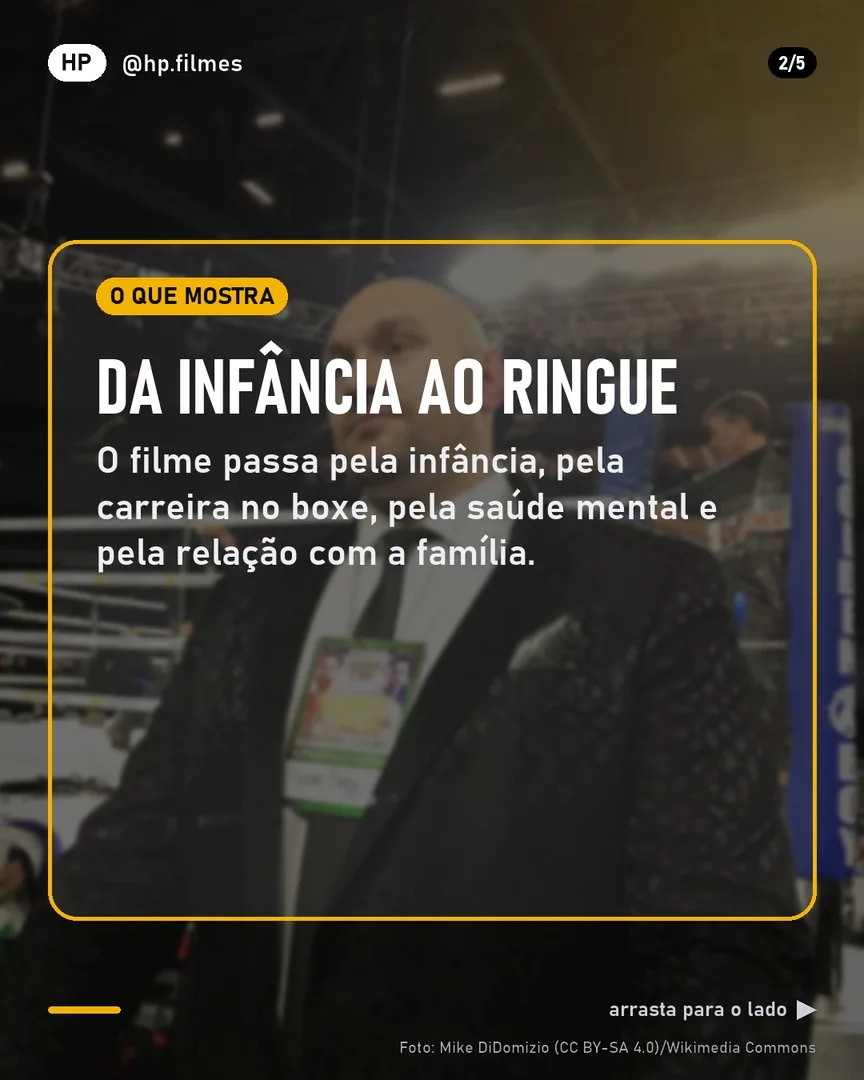 HP @hp.filmes
2/5
O QUE MOSTRA
DA INFÂNCIA AO RINGUE
O filme passa pela infância, pela
carreira no boxe, pela saúde mental e
pela relação com a família.
arrasta para o lado ▶
Foto: Mike DiDomizio (CC BY-SA 4.0)/Wikimedia Commons